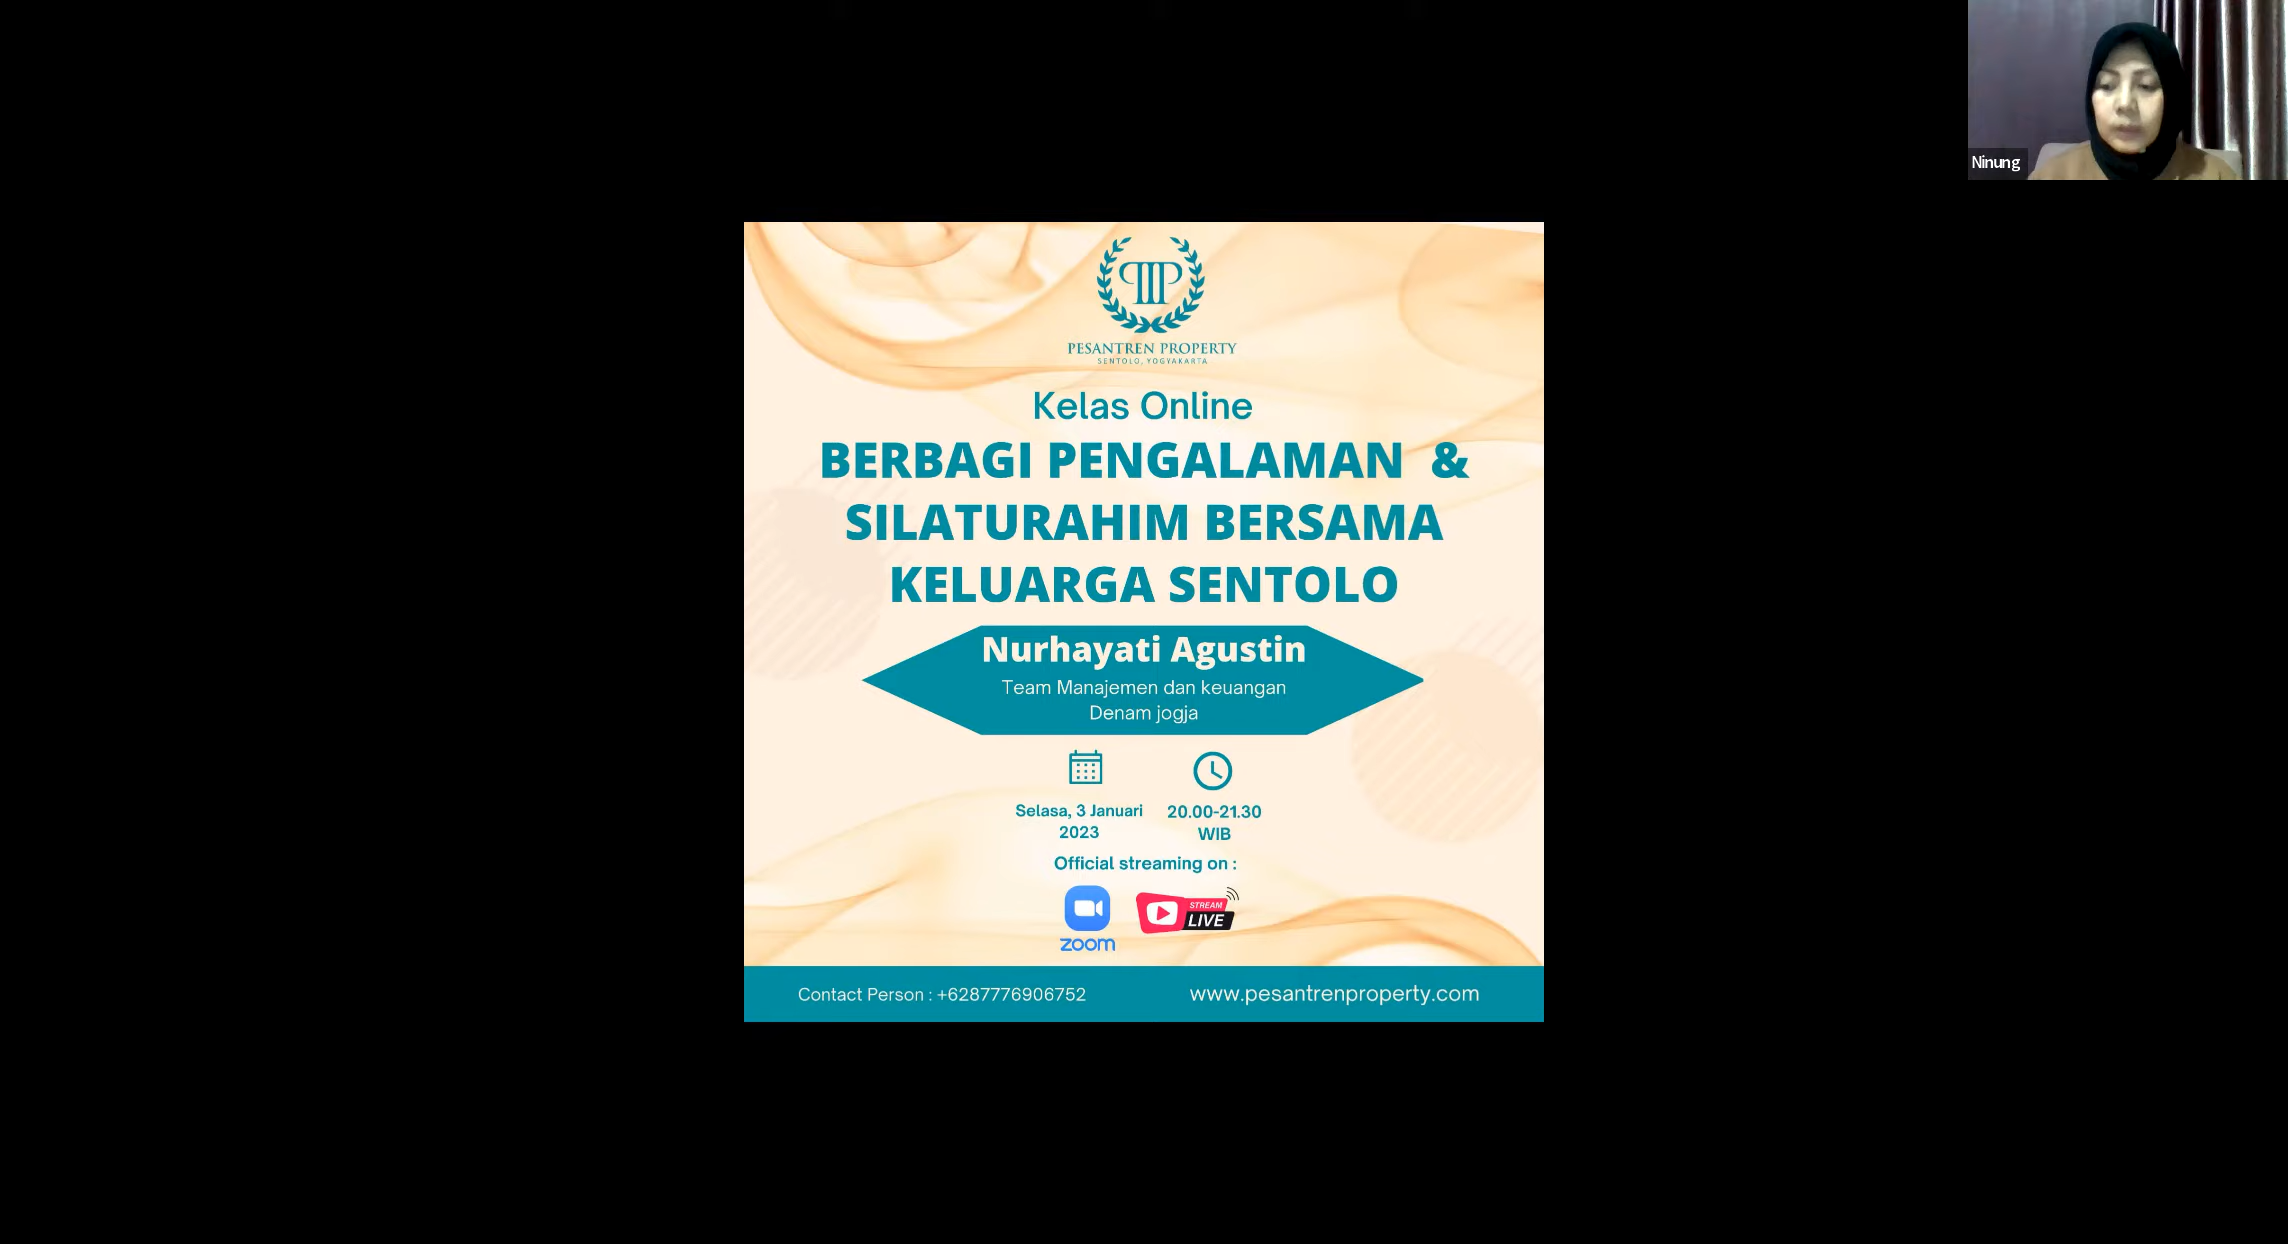 Ninung
PESANTREN PROPERTY
SENTOLO, YOGYAKARTA
Kelas Online
BERBAGI PENGALAMAN &
SILATURAHIM BERSAMA
KELUARGA SENTOLO
Nurhayati Agustin
Team Manajemen dan keuangan
Denam jogja
Selasa, 3 Januari
2023
20.00-21.30
WIB
Official streaming on :
zoom
STREAM
LIVE
Contact Person : +6287776906752
www.pesantrenproperty.com